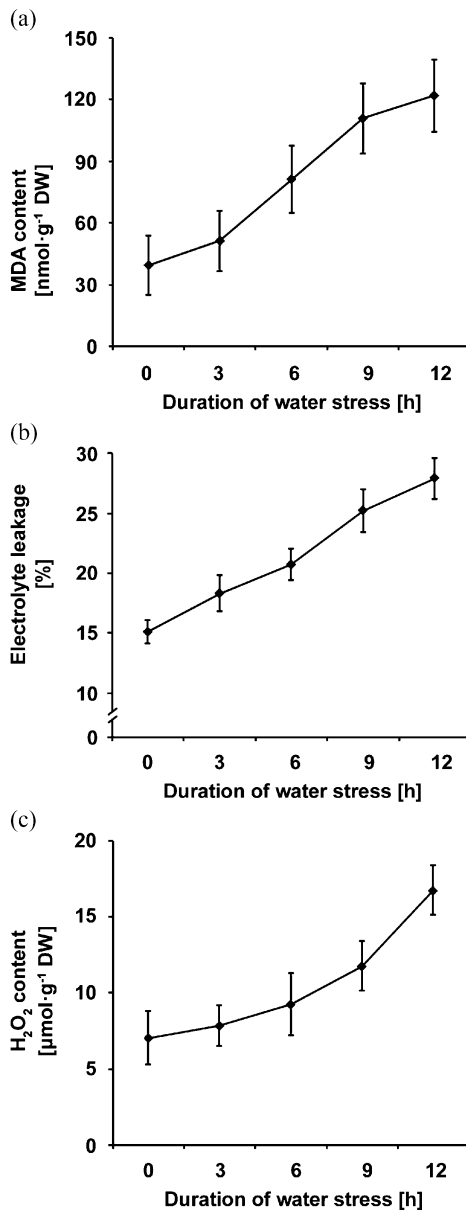 (a)
150
120
90
60
30
0
MDA content
[nmol·g⁻¹ DW]
0 3 6 9 12
Duration of water stress [h]
(b)
30
25
20
15
10
0
Electrolyte leakage
[%]
0 3 6 9 12
Duration of water stress [h]
(c)
20
15
10
5
0
H₂O₂ content
[µmol·g⁻¹ DW]
0 3 6 9 12
Duration of water stress [h]